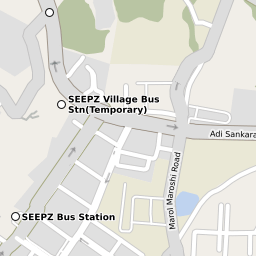 SEEPZ Village Bus
Stn(Temporary)
Adi Sankara
Marol Maroshi Road
SEEPZ Bus Station